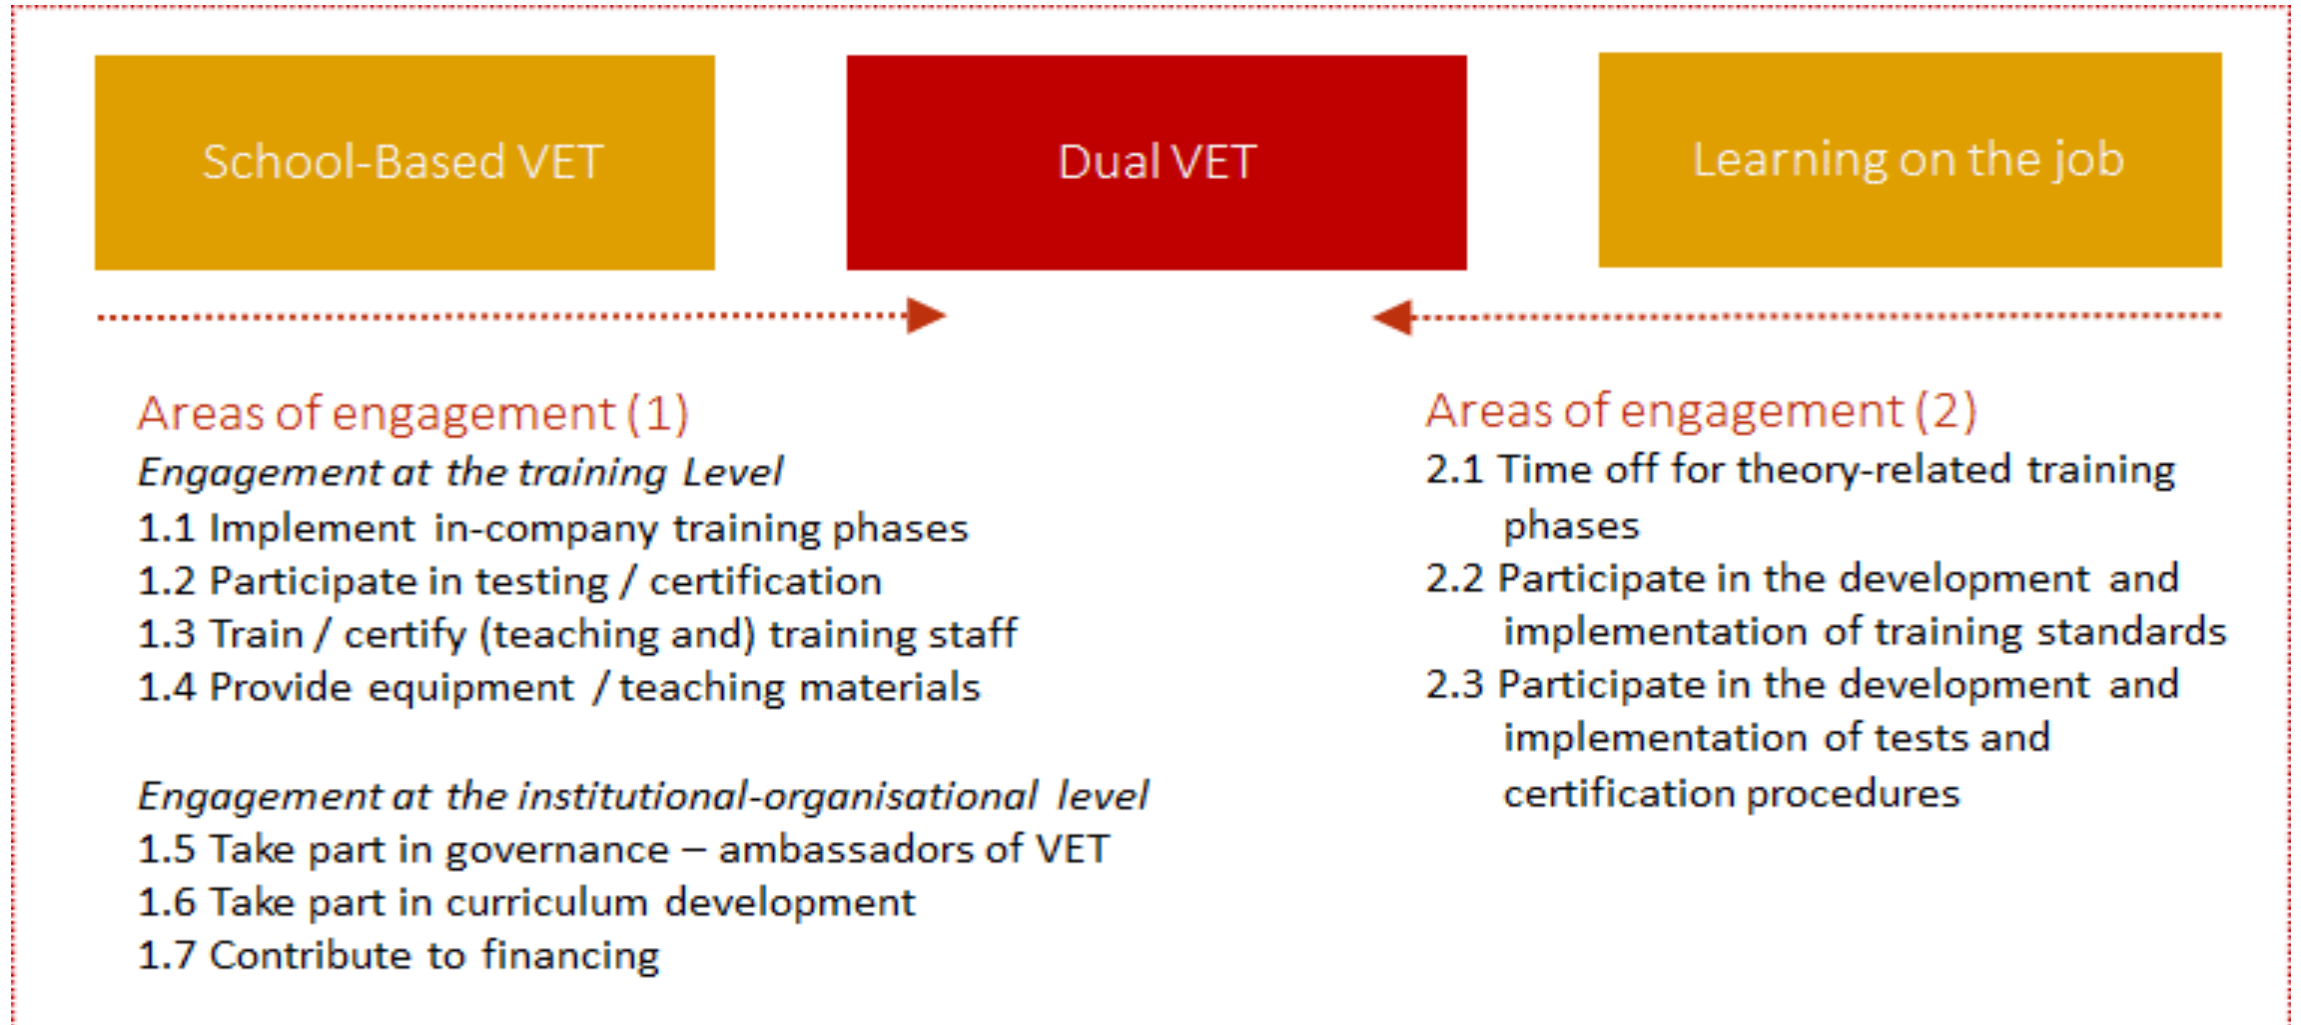 School-Based VET
Dual VET
Learning on the job
Areas of engagement (1)
Engagement at the training Level
1.1 Implement in-company training phases
1.2 Participate in testing / certification
1.3 Train / certify (teaching and) training staff
1.4 Provide equipment / teaching materials
Engagement at the institutional-organisational level
1.5 Take part in governance – ambassadors of VET
1.6 Take part in curriculum development
1.7 Contribute to financing
Areas of engagement (2)
2.1 Time off for theory-related training
phases
2.2 Participate in the development and
implementation of training standards
2.3 Participate in the development and
implementation of tests and
certification procedures